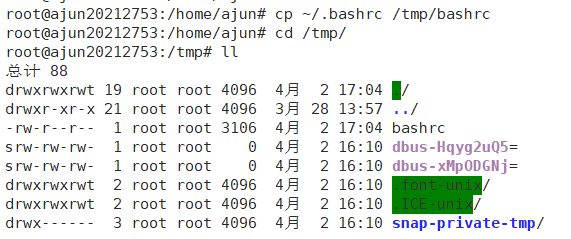 root@ajun20212753:/home/ajun# cp ~/.bashrc /tmp/bashrc
root@ajun20212753:/home/ajun# cd /tmp/
root@ajun20212753:/tmp# ll
总计 88
drwxrwxrwt 19 root root 4096 4月 2 17:04 ./
drwxr-xr-x 21 root root 4096 3月 28 13:57 ../
-rw-r--r-- 1 root root 3106 4月 2 17:04 bashrc
srw-rw-rw- 1 root root 0 4月 2 16:10 dbus-Hqyg2uQ5=
srw-rw-rw- 1 root root 0 4月 2 16:10 dbus-xMpODGNj=
drwxrwxrwt 2 root root 4096 4月 2 16:10 .font-unix/
drwxrwxrwt 2 root root 4096 4月 2 16:10 .ICE-unix/
drwx------ 3 root root 4096 4月 2 16:10 snap-private-tmp/